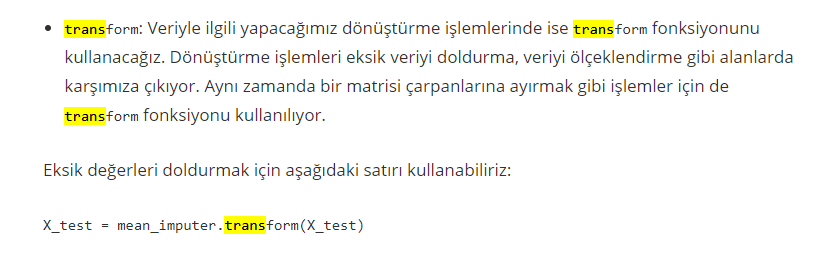 • transform: Veriyle ilgili yapacağımız dönüştürme işlemlerinde ise transform fonksiyonunu
kullanacağız. Dönüştürme işlemleri eksik veriyi doldurma, veriyi ölçeklendirme gibi alanlarda
karşımıza çıkıyor. Aynı zamanda bir matrisi çarpanlarına ayırmak gibi işlemler için de
transform fonksiyonu kullanılıyor.
Eksik değerleri doldurmak için aşağıdaki satırı kullanabiliriz:
X_test = mean_imputer.transform(X_test)